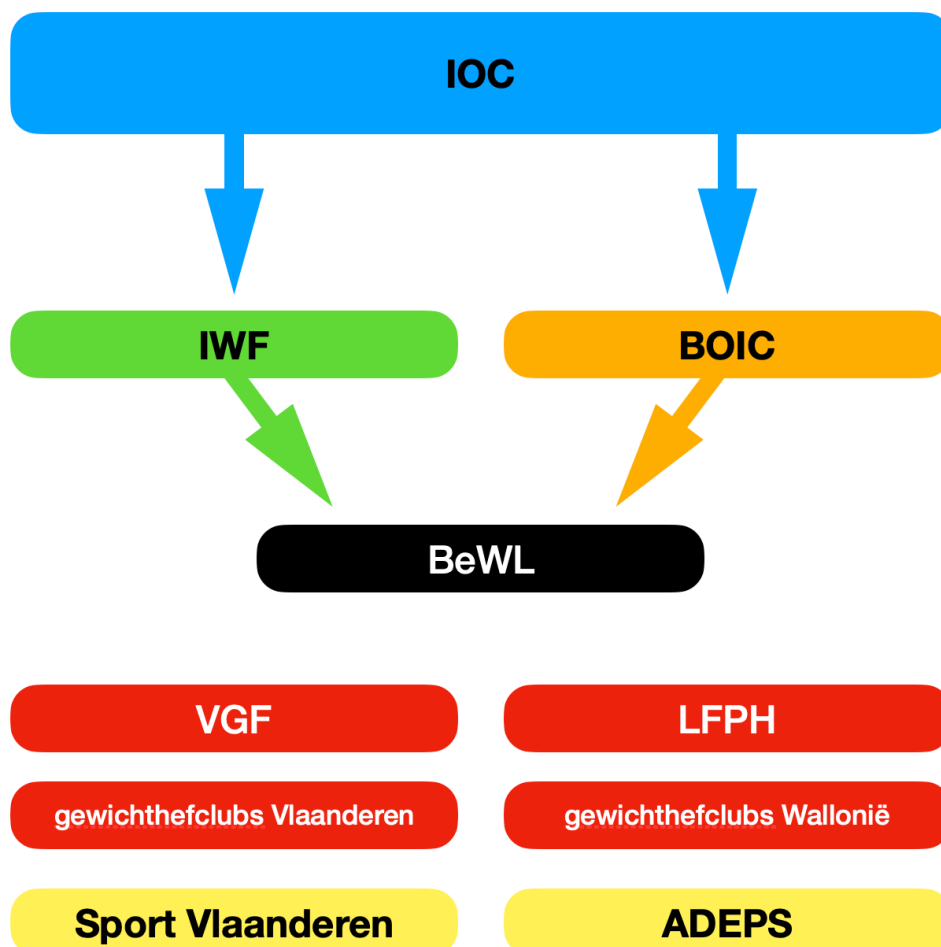 IOC
IWF
BOIC
BeWL
VGF
LFPH
gewichthefclubs Vlaanderen
gewichthefclubs Wallonië
Sport Vlaanderen
ADEPS